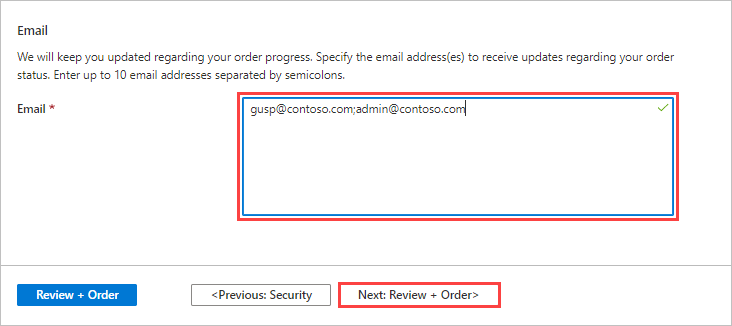 Email
We will keep you updated regarding your order progress. Specify the email address(es) to receive updates regarding your order
status. Enter up to 10 email addresses separated by semicolons.
Email *
gusp@contoso.com;admin@contoso.com
Review + Order
<Previous: Security
Next: Review + Order>